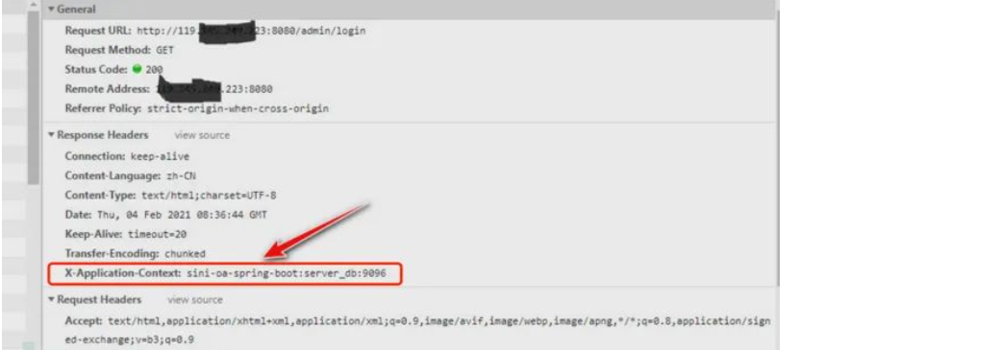 General
Request URL: http://119. 23:8080/admin/login
Request Method: GET
Status Code: 200
Remote Address: .223:8080
Referrer Policy: strict-origin-when-cross-origin
Response Headers view source
Connection: keep-alive
Content-Language: zh-CN
Content-Type: text/html;charset=UTF-8
Date: Thu, 04 Feb 2021 08:36:44 GMT
Keep-Alive: timeout=20
Transfer-Encoding: chunked
X-Application-Context: sini-oa-spring-boot:server_db:9096
Request Headers view source
Accept: text/html,application/xhtml+xml,application/xml;q=0.9,image/avif,image/webp,image/apng,*/*;q=0.8,application/sign
ed-exchange;v=b3;q=0.9